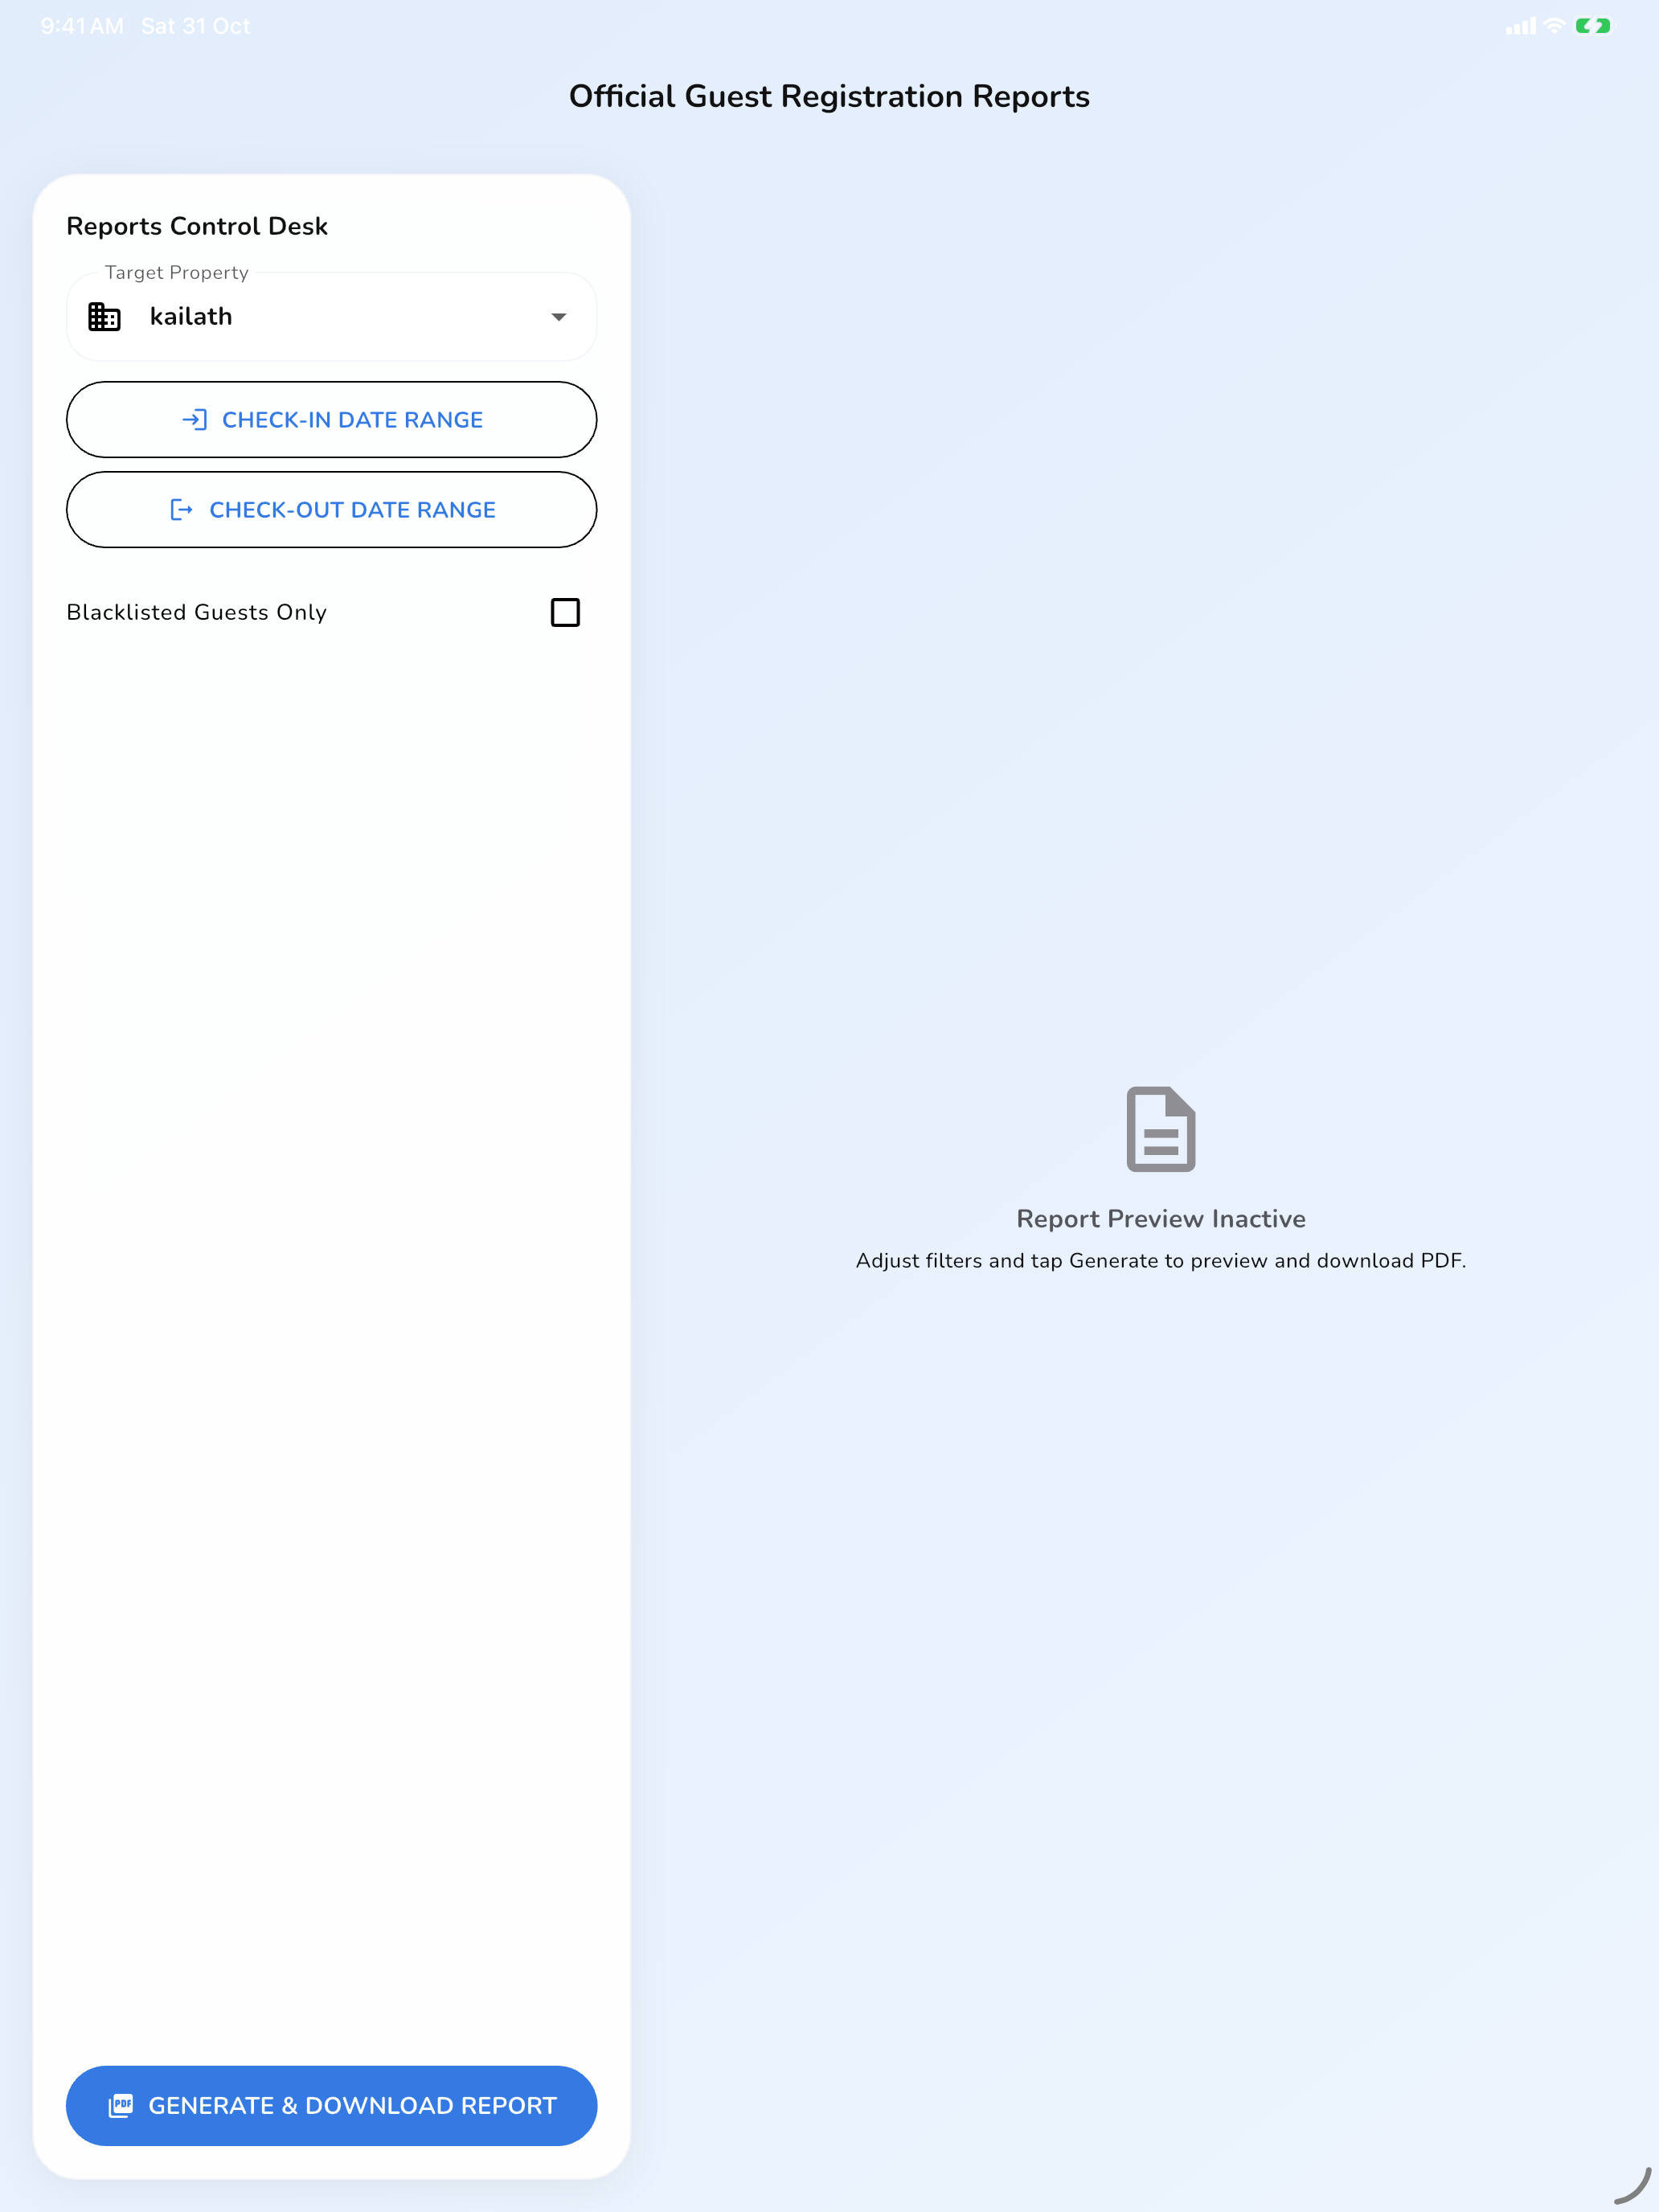 9:41 AM Sat 31 Oct
Official Guest Registration Reports
Reports Control Desk
Target Property
kailath
CHECK-IN DATE RANGE
CHECK-OUT DATE RANGE
Blacklisted Guests Only
Report Preview Inactive
Adjust filters and tap Generate to preview and download PDF.
PDF GENERATE & DOWNLOAD REPORT